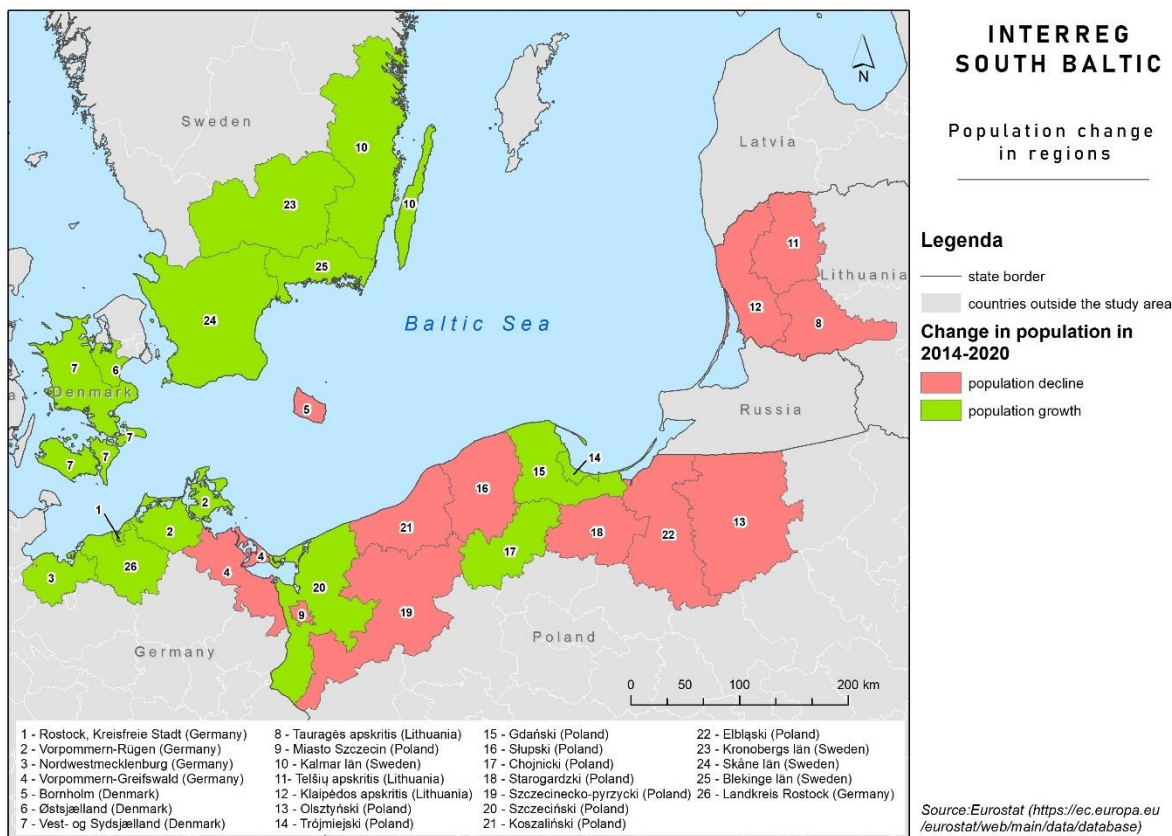 INTERREG
SOUTH BALTIC
Population change
in regions
Legenda
state border
countries outside the study area
Change in population in
2014-2020
population decline
population growth
Source:Eurostat (https://ec.europa.eu
/eurostat/web/main/data/database)
N
Sweden
10
Latvia
23
10
11
Lithuania
25
12
24
8
Baltic Sea
7
6
Denmark
a
5
Russia
7
7
7
14
15
2
16
1
2
21
13
4
18
22
26
4
17
3
20
9
19
Poland
Germany
0 50 100 200 km
1 - Rostock, Kreisfreie Stadt (Germany)
2 - Vorpommern-Rügen (Germany)
3 - Nordwestmecklenburg (Germany)
4 - Vorpommern-Greifswald (Germany)
5 - Bornholm (Denmark)
6 - Østsjælland (Denmark)
7 - Vest- og Sydsjælland (Denmark)
8 - Tauragės apskritis (Lithuania)
9 - Miasto Szczecin (Poland)
10 - Kalmar län (Sweden)
11- Telšių apskritis (Lithuania)
12 - Klaipėdos apskritis (Lithuania)
13 - Olsztyński (Poland)
14 - Trójmiejski (Poland)
15 - Gdański (Poland)
16 - Słupski (Poland)
17 - Chojnicki (Poland)
18 - Starogardzki (Poland)
19 - Szczecinecko-pyrzycki (Poland)
20 - Szczeciński (Poland)
21 - Koszaliński (Poland)
22 - Elbląski (Poland)
23 - Kronobergs län (Sweden)
24 - Skåne län (Sweden)
25 - Blekinge län (Sweden)
26 - Landkreis Rostock (Germany)